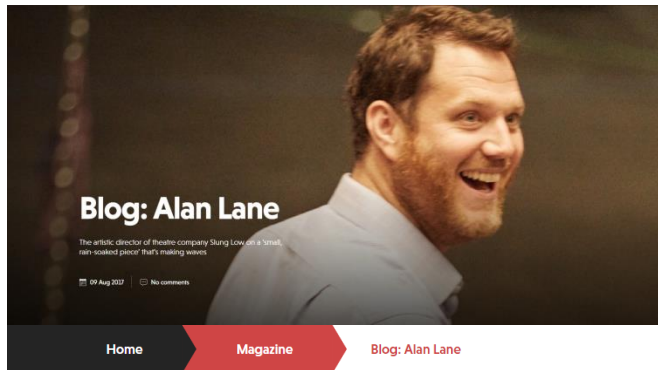 Blog: Alan Lane
The artistic director of theatre company Slung Low on a 'small,
rain-soaked piece' that's making waves
09 Aug 2017
No comments
Home
Magazine
Blog: Alan Lane